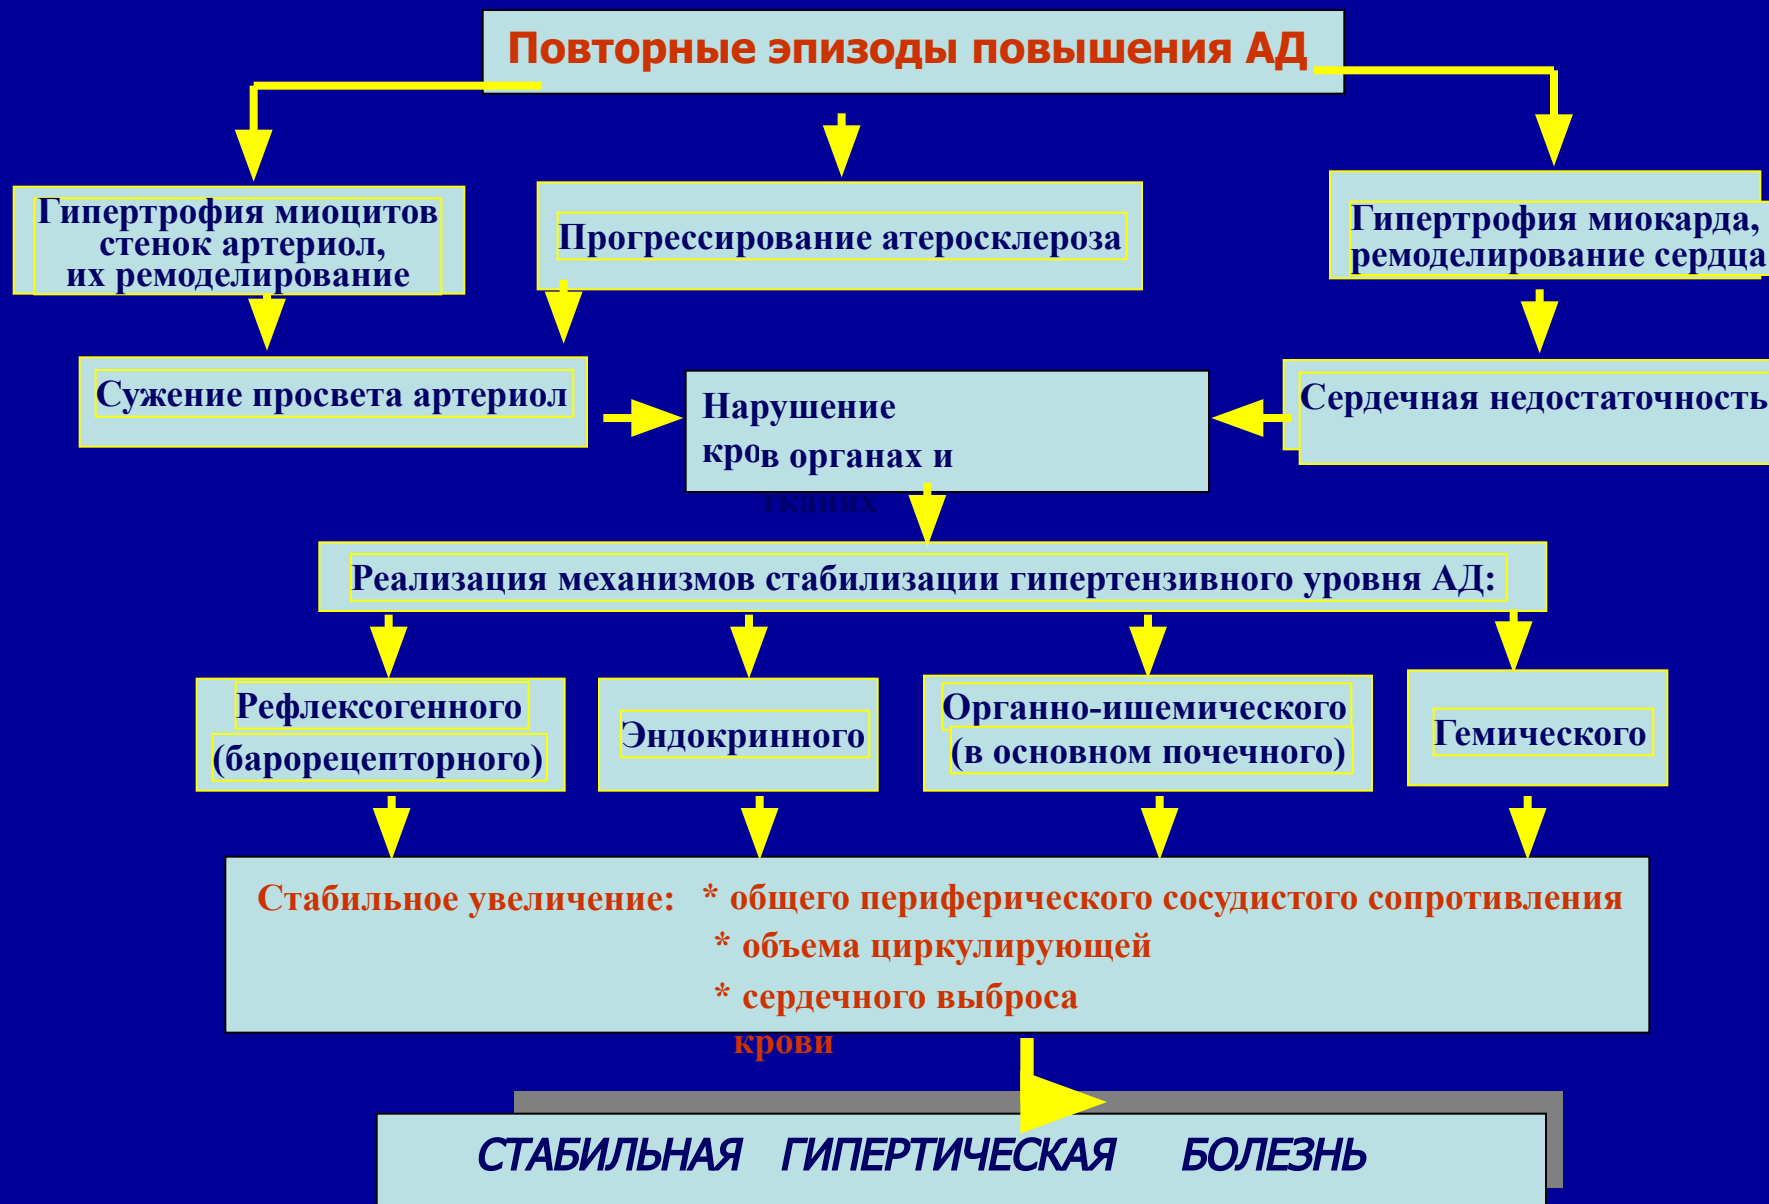 Повторные эпизоды повышения АД
Гипертрофия миоцитов
стенок артериол,
их ремоделирование
Прогрессирование атеросклероза
Гипертрофия миокарда,
ремоделирование сердца
Сужение просвета артериол
Нарушение
кро
в органах и
тканях
Сердечная недостаточность
Реализация механизмов стабилизации гипертензивного уровня АД:
Рефлексогенного
(барорецепторного)
Эндокринного
Органно-ишемического
(в основном почечного)
Гемического
Стабильное увеличение: * общего периферического сосудистого сопротивления
* объема циркулирующей
* сердечного выброса
крови
СТАБИЛЬНАЯ ГИПЕРТИЧЕСКАЯ БОЛЕЗНЬ